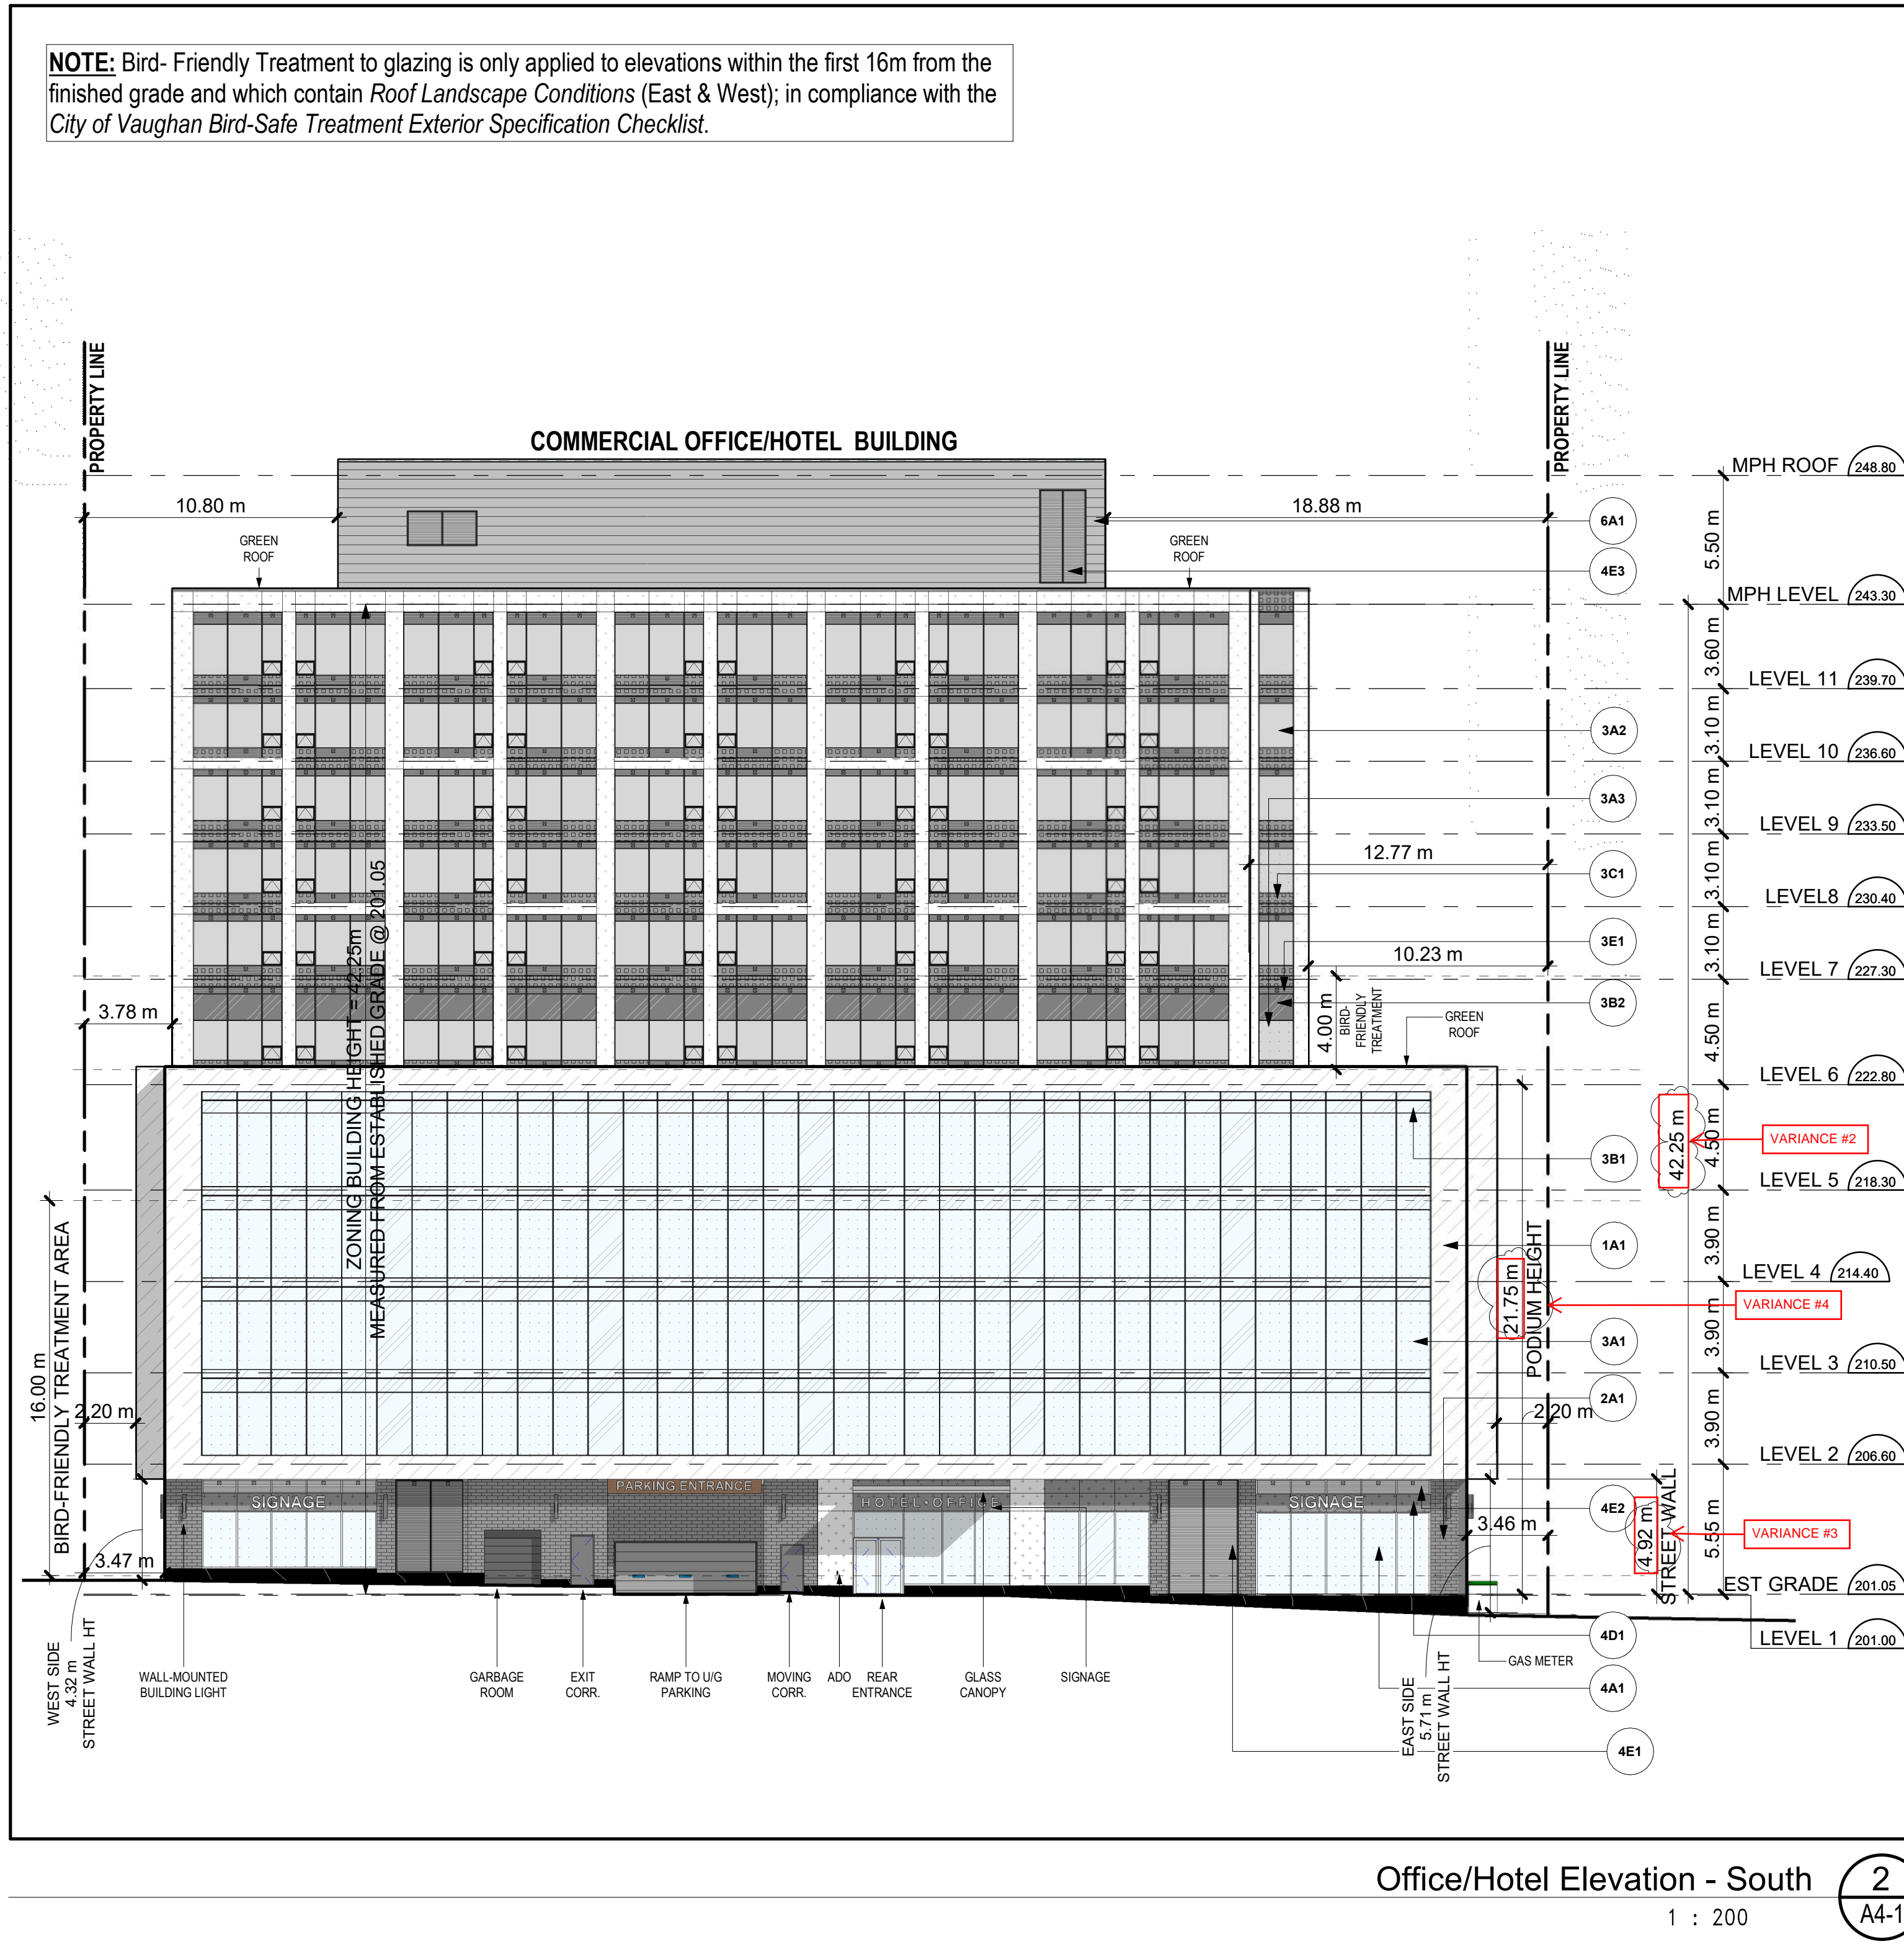 NOTE: Bird- Friendly Treatment to glazing is only applied to elevations within the first 16m from the
finished grade and which contain Roof Landscape Conditions (East & West); in compliance with the
City of Vaughan Bird-Safe Treatment Exterior Specification Checklist.
PROPERTY LINE
PROPERTY LINE
COMMERCIAL OFFICE/HOTEL BUILDING
MPH ROOF 248.80
10.80 m
18.88 m
6A1
GREEN
ROOF
GREEN
ROOF
5.50 m
4E3
MPH LEVEL 243.30
3.60 m
LEVEL 11 239.70
3.10 m
3A2
LEVEL 10 236.60
3.10 m
3A3
LEVEL 9 233.50
12.77 m
3.10 m
3C1
LEVEL8 230.40
3.10 m
3E1
10.23 m
LEVEL 7 227.30
3B2
3.78 m
4.00 m
BIRD-
FRIENDLY
TREATMENT
GREEN
ROOF
4.50 m
LEVEL 6 222.80
ZONING BUILDING HEIGHT = 42.25m
MEASURED FROM ESTABLISHED GRADE @ 201.05
42.25 m
4.50 m
VARIANCE #2
3B1
LEVEL 5 218.30
16.00 m
BIRD-FRIENDLY TREATMENT AREA
3.90 m
1A1
LEVEL 4 214.40
21.75 m
PODIUM HEIGHT
VARIANCE #4
3.90 m
3A1
LEVEL 3 210.50
2.20 m
2.20 m
2A1
3.90 m
LEVEL 2 206.60
PARKING ENTRANCE
SIGNAGE
HOTEL•OFFICE
SIGNAGE
4E2
3.46 m
4.92 m
STREET WALL
5.55 m
VARIANCE #3
3.47 m
EST GRADE 201.05
LEVEL 1 201.00
4D1
WEST SIDE
4.32 m
STREET WALL HT
WALL-MOUNTED
BUILDING LIGHT
GARBAGE
ROOM
EXIT
CORR.
RAMP TO U/G
PARKING
MOVING
CORR.
ADO
REAR
ENTRANCE
GLASS
CANOPY
SIGNAGE
EAST SIDE
5.71 m
STREET WALL HT
GAS METER
4A1
4E1
Office/Hotel Elevation - South
1 : 200
2
A4-1